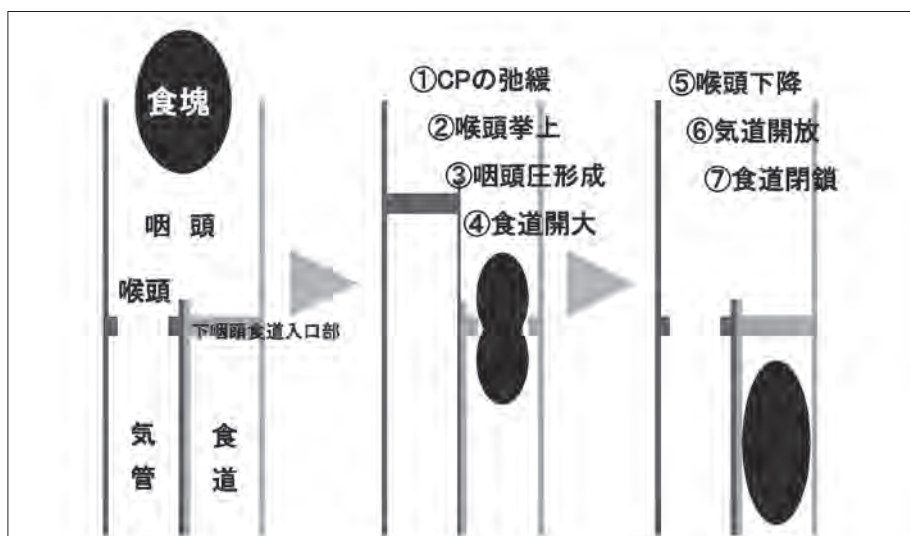 食塊
咽頭
喉頭
下咽頭食道入口部
気管
食道
①CPの弛緩
②喉頭挙上
③咽頭圧形成
④食道開大
⑤喉頭下降
⑥気道開放
⑦食道閉鎖